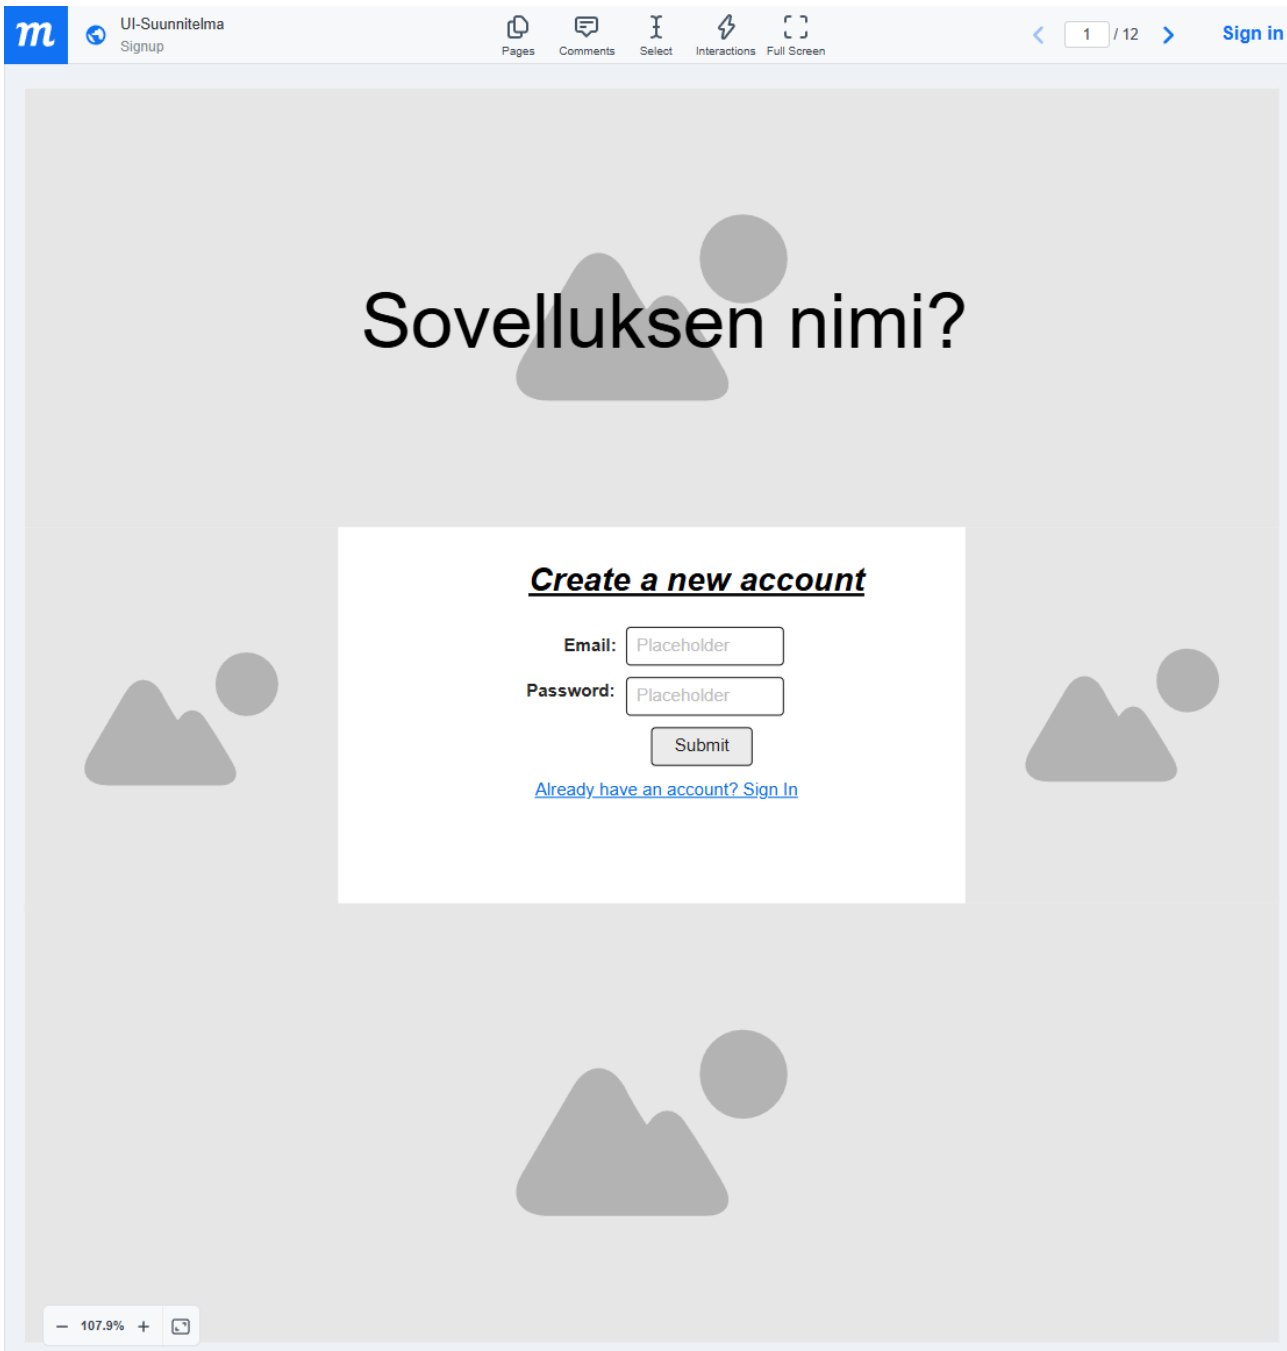 m
UI-Suunnitelma
Signup
Pages
Comments
Select
Interactions
Full Screen
1 / 12
Sign in
Sovelluksen nimi?
Create a new account
Email: Placeholder
Password: Placeholder
Submit
Already have an account? Sign In
− 107.9% +